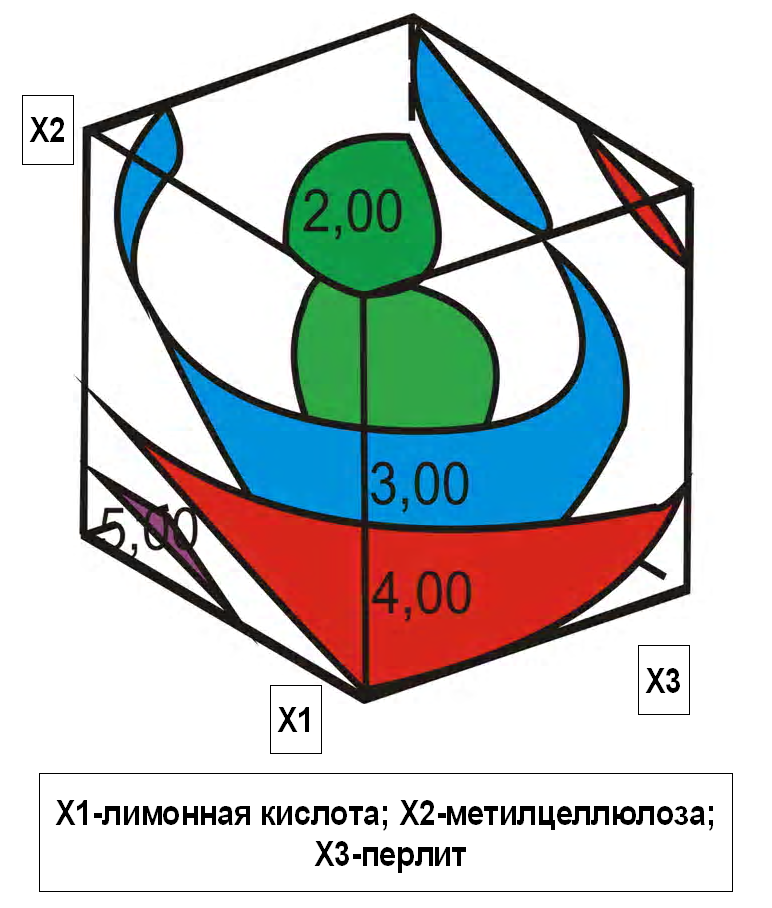 X2
2,00
3,00
5,00
4,00
X3
X1
X1-лимонная кислота; X2-метилцеллюлоза;
X3-перлит